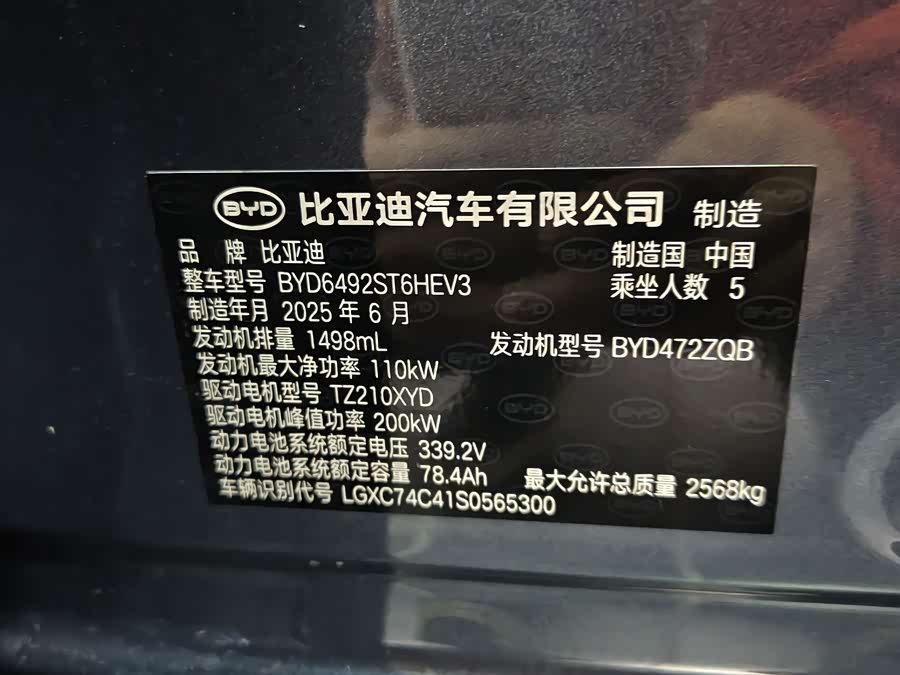 BYD 比亚迪汽车有限公司 制造
品 牌 比亚迪 制造国 中国
整车型号 BYD6492ST6HEV3 乘坐人数 5
制造年月 2025 年 6 月
发动机排量 1498mL 发动机型号 BYD472ZQB
发动机最大净功率 110kW
驱动电机型号 TZ210XYD
驱动电机峰值功率 200kW
动力电池系统额定电压 339.2V
动力电池系统额定容量 78.4Ah 最大允许总质量 2568kg
车辆识别代号 LGXC74C41S0565300